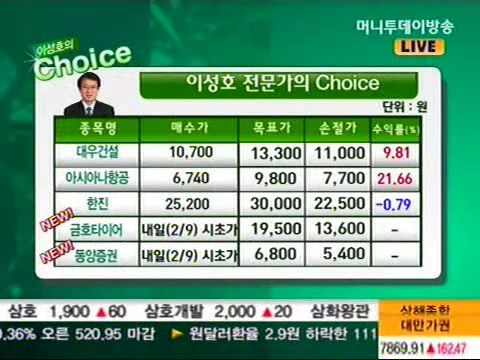 머니투데이방송
LIVE
이성호의
Choice
이성호 전문가의 Choice
단위 : 원
종목명 매수가 목표가 손절가 수익률(%)
대우건설 10,700 13,300 11,000 9.81
아시아나항공 6,740 9,800 7,700 21.66
한진 25,200 30,000 22,500 -0.79
NEW! 금호타이어 내일(2/9) 시초가 19,500 13,600 -
NEW! 동양증권 내일(2/9) 시초가 6,800 5,400 -
삼호 1,900 ▲60 삼호개발 2,000 ▲20 삼화왕관
상해종합
대만가권
0.36% 오른 520.95 마감 ▶ 원달러환율 2.9원 하락한 111
7869.91▲162.47